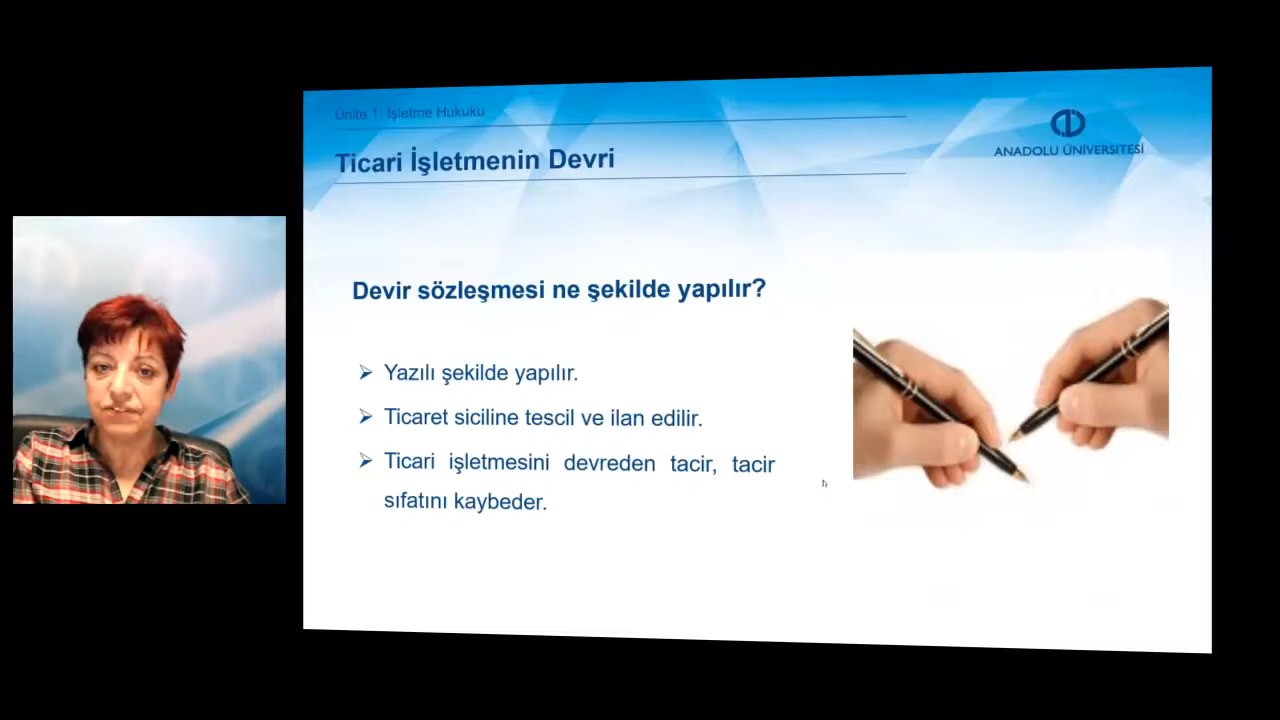 Ünite 1: İşletme Hukuku
Ticari İşletmenin Devri
ANADOLU ÜNİVERSİTESİ
Devir sözleşmesi ne şekilde yapılır?
Yazılı şekilde yapılır.
Ticaret siciline tescil ve ilan edilir.
Ticari işletmesini devreden tacir, tacir
sıfatını kaybeder.